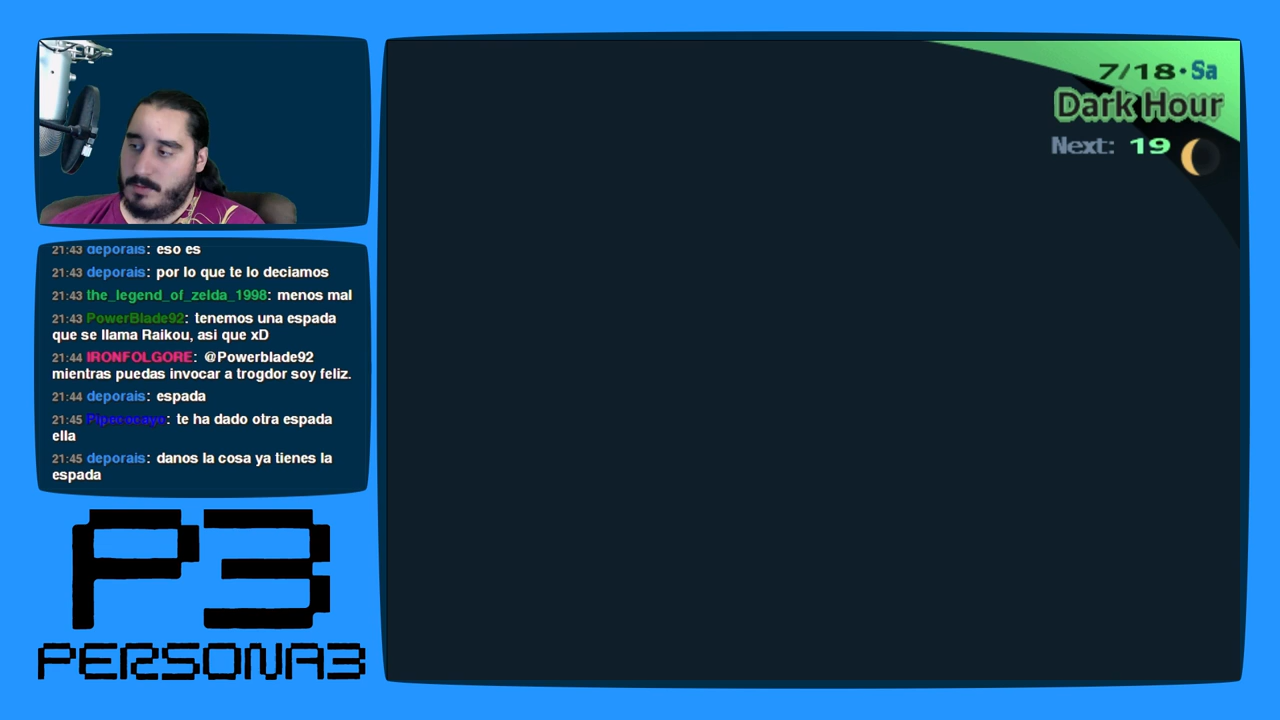 7/18·Sa
Dark Hour
Next: 19
21:43 deporais: eso es
21:43 deporais: por lo que te lo deciamos
21:43 the_legend_of_zelda_1998: menos mal
21:43 PowerBlade92: tenemos una espada
que se llama Raikou, asi que xD
21:44 IRONFOLGORE: @Powerblade92
mientras puedas invocar a trogdor soy feliz.
21:44 deporais: espada
21:45 : te ha dado otra espada
ella
21:45 deporais: danos la cosa ya tienes la
espada
P3
PERSONA3